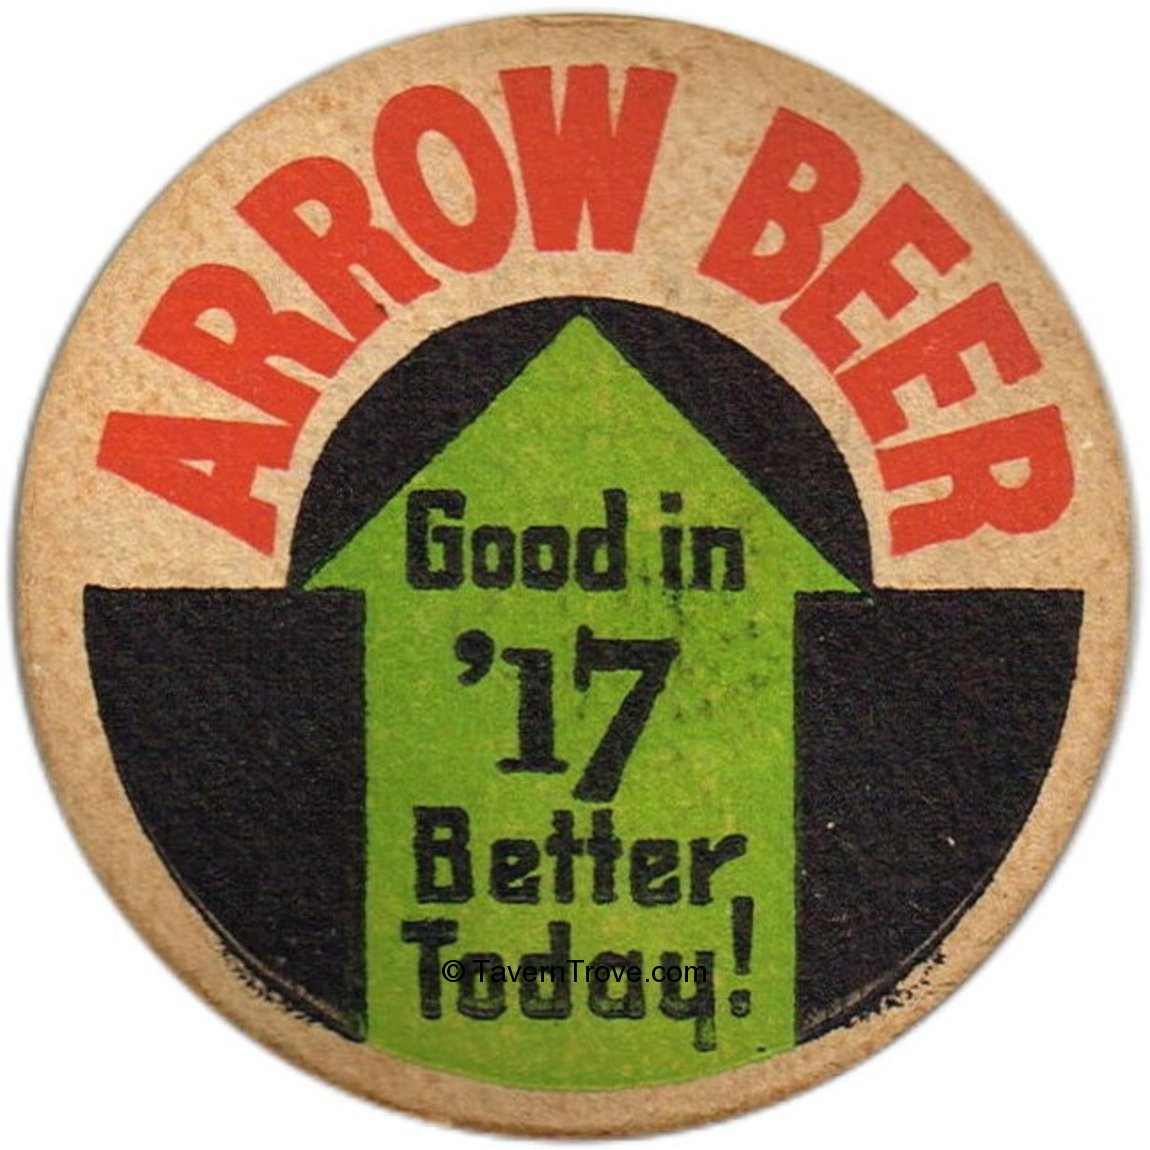 ARROW BEER
Good in
'17
Better
Today!
© TavernTrove.com